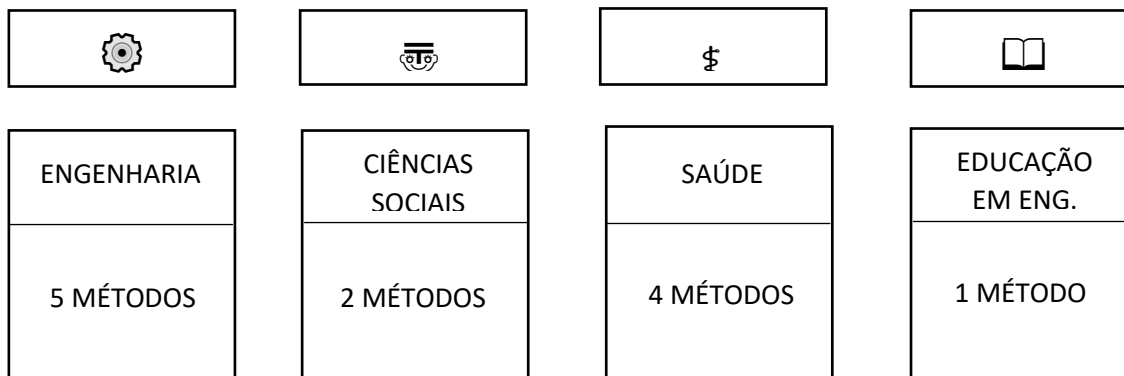 ENGENHARIA
5 MÉTODOS
CIÊNCIAS
SOCIAIS
2 MÉTODOS
SAÚDE
4 MÉTODOS
EDUCAÇÃO
EM ENG.
1 MÉTODO